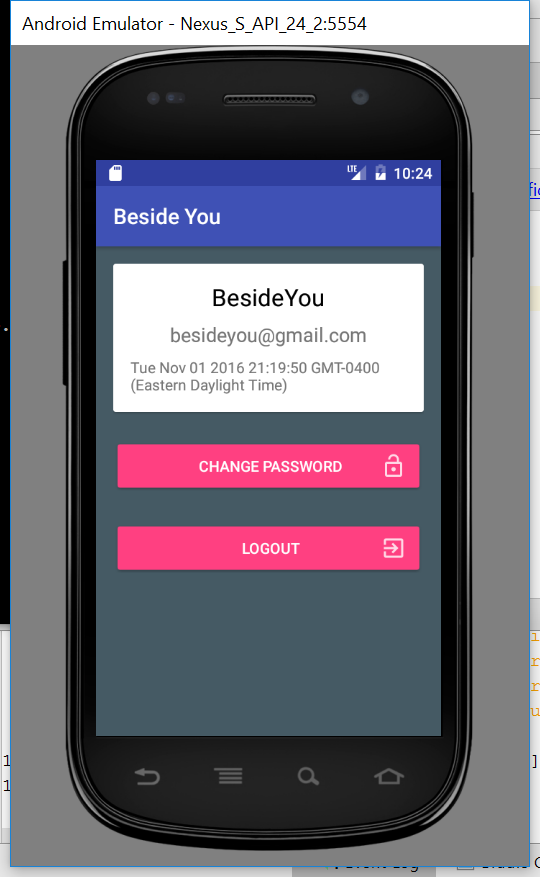 Android Emulator - Nexus_S_API_24_2:5554
LTE 10:24
Beside You
BesideYou
besideyou@gmail.com
Tue Nov 01 2016 21:19:50 GMT-0400
(Eastern Daylight Time)
CHANGE PASSWORD
LOGOUT